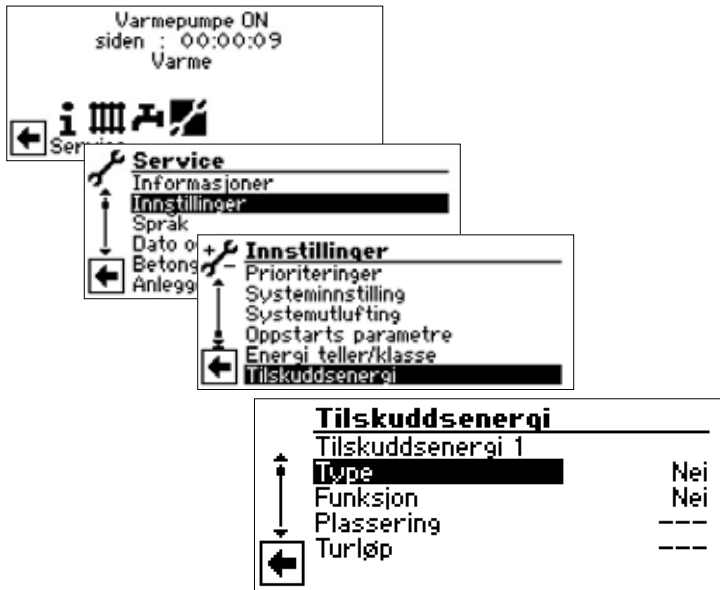 Varmepumpe ON
siden : 00:00:09
Varme
Service
Informasjoner
Innstillinger
Språk
Dato o
Betong
Anlegg
Innstillinger
Prioriteringer
Systeminnstilling
Systemutlufting
Oppstarts parametre
Energi teller/klasse
Tilskuddsenergi
Tilskuddsenergi
Tilskuddsenergi 1
Type Nei
Funksjon Nei
Plassering ---
Turløp ---